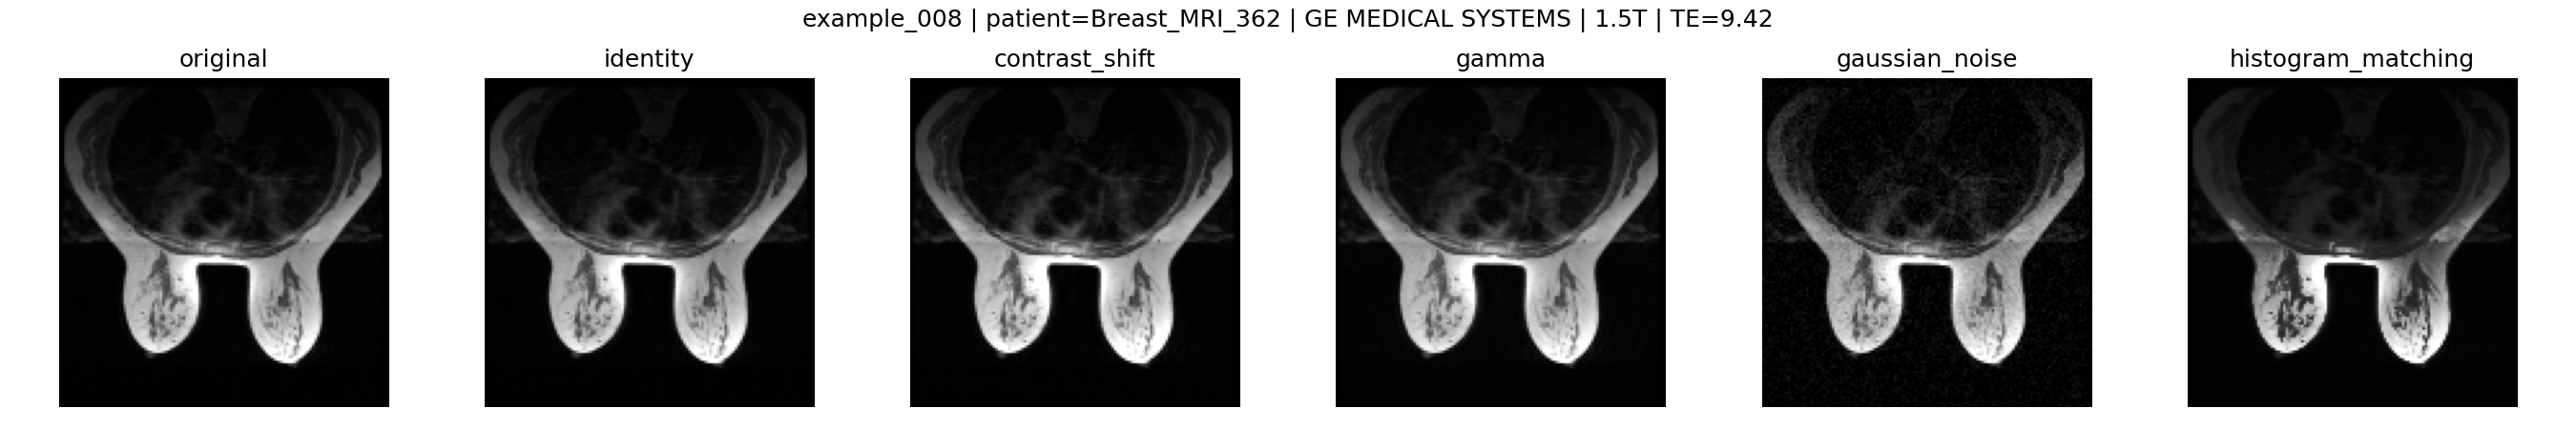 example_008 | patient=Breast_MRI_362 | GE MEDICAL SYSTEMS | 1.5T | TE=9.42
original identity contrast_shift gamma gaussian_noise histogram_matching